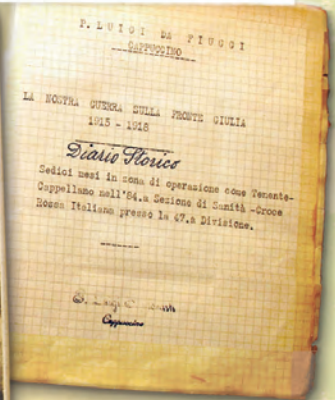 P. LUIGI DA FIUGGI
CAPPUCCINO
LA NOSTRA GUERRA SULLA FRONTE GIULIA
1915 - 1918
Diario Storico
Sedici mesi in zona di operazione come Tenente-
Cappellano nell'84.a Sezione di Sanità -Croce
Rossa Italiana presso la 47.a Divisione.
Cappuccino